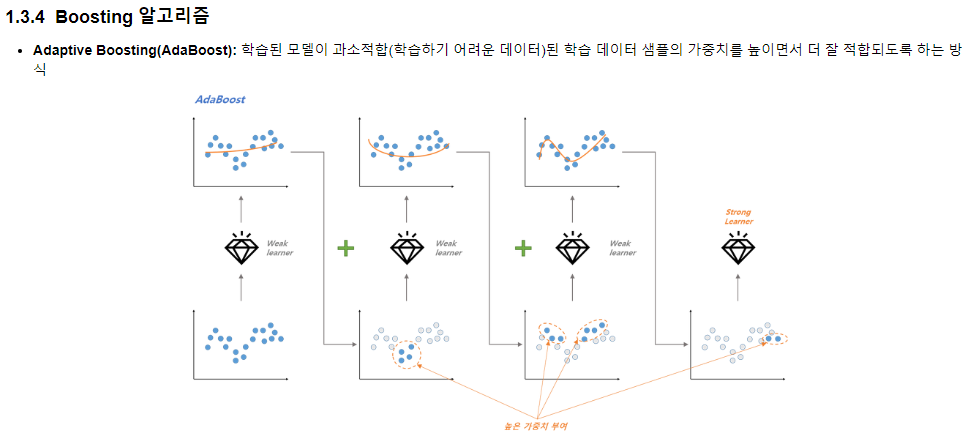 1.3.4 Boosting 알고리즘
• Adaptive Boosting(AdaBoost): 학습된 모델이 과소적합(학습하기 어려운 데이터)된 학습 데이터 샘플의 가중치를 높이면서 더 잘 적합되도록 하는 방
식
AdaBoost
Weak
learner
Weak
learner
Weak
learner
Strong
Learner
높은 가중치 부여